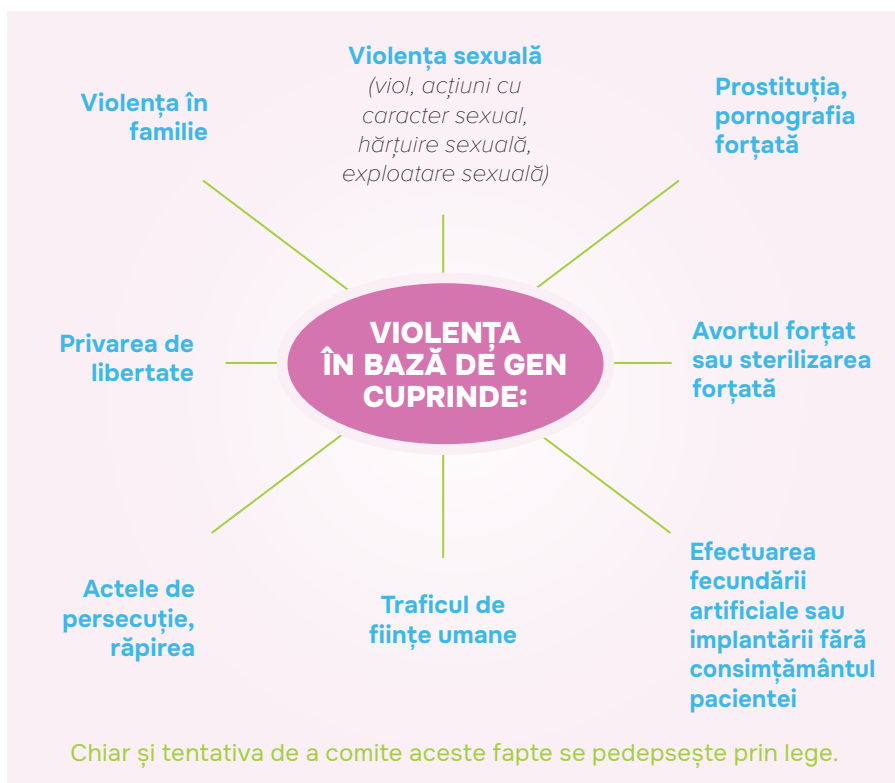 Violența sexuală
(viol, acțiuni cu
caracter sexual,
hărțuire sexuală,
exploatare sexuală)
Violența în
familie
Prostituția,
pornografia
forțată
Privarea de
libertate
VIOLENȚA
ÎN BAZĂ DE GEN
CUPRINDE:
Avortul forțat
sau sterilizarea
forțată
Actele de
persecuție,
răpirea
Traficul de
ființe umane
Efectuarea
fecundării
artificiale sau
implantării fără
consimțământul
pacientei
Chiar și tentativa de a comite aceste fapte se pedepsește prin lege.